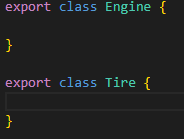 export class Engine {
}
export class Tire {
}